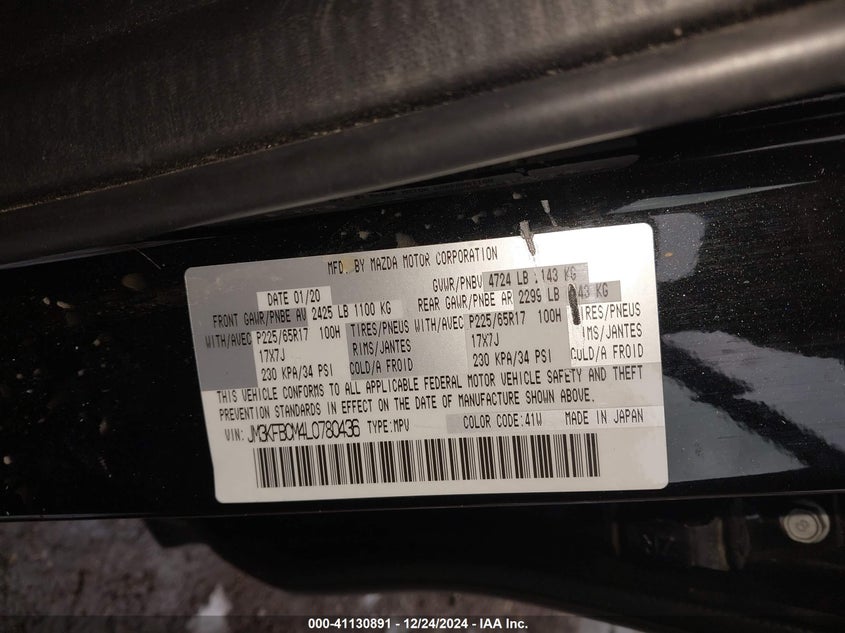 MFD. BY MAZDA MOTOR CORPORATION
DATE 01/20 GVWR/PNBV 4724 LB 143 KG
FRONT GAWR/PNBE AV 2425 LB 1100 KG REAR GAWR/PNBE AR 2299 LB 43 KG
WITH/AVEC P225/65R17 100H TIRES/PNEUS WITH/AVEC P225/65R17 100H TIRES/PNEUS
17X7J RIMS/JANTES 17X7J RIMS/JANTES
230 KPA/34 PSI COLD/A FROID 230 KPA/34 PSI COLD/A FROID
THIS VEHICLE CONFORMS TO ALL APPLICABLE FEDERAL MOTOR VEHICLE SAFETY AND THEFT
PREVENTION STANDARDS IN EFFECT ON THE DATE OF MANUFACTURE SHOWN ABOVE.
VIN: JM3KFBCM4L0780436 TYPE:MPV COLOR CODE:41W MADE IN JAPAN
000-41130891 - 12/24/2024 - IAA Inc.